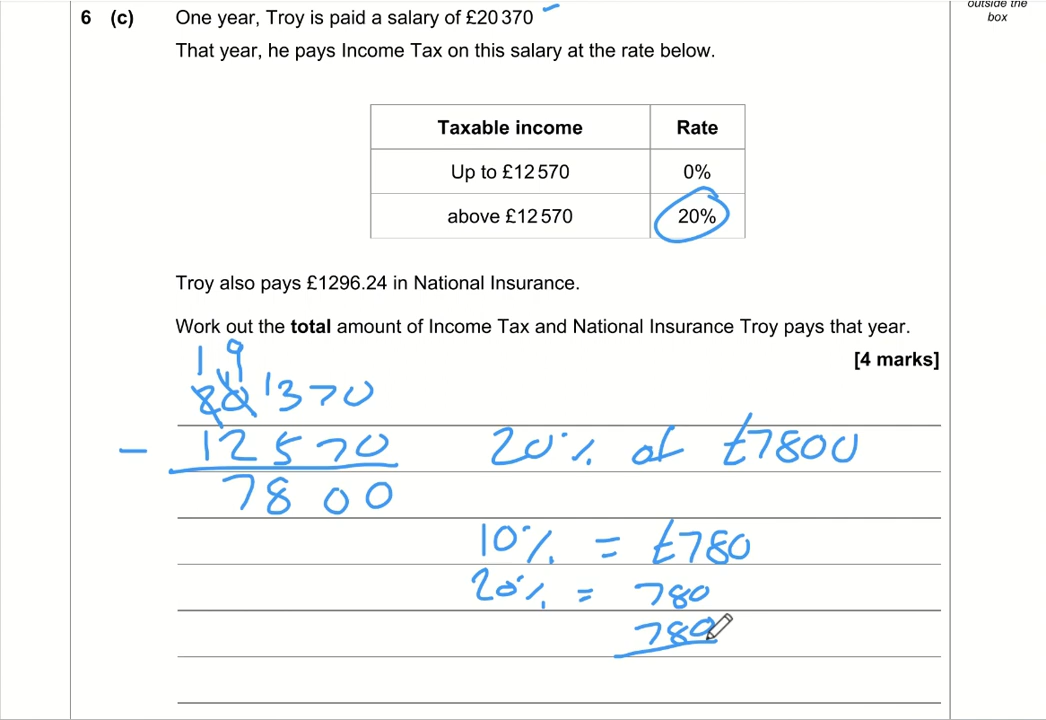 outside the
box
6 (c) One year, Troy is paid a salary of £20 370
That year, he pays Income Tax on this salary at the rate below.
Taxable income Rate
Up to £12 570 0%
above £12 570 20%
Troy also pays £1296.24 in National Insurance.
Work out the total amount of Income Tax and National Insurance Troy pays that year.
[4 marks]
1 9
20 1370
- 12570
7800
20% of £7800
10% = £780
20% = 780
780